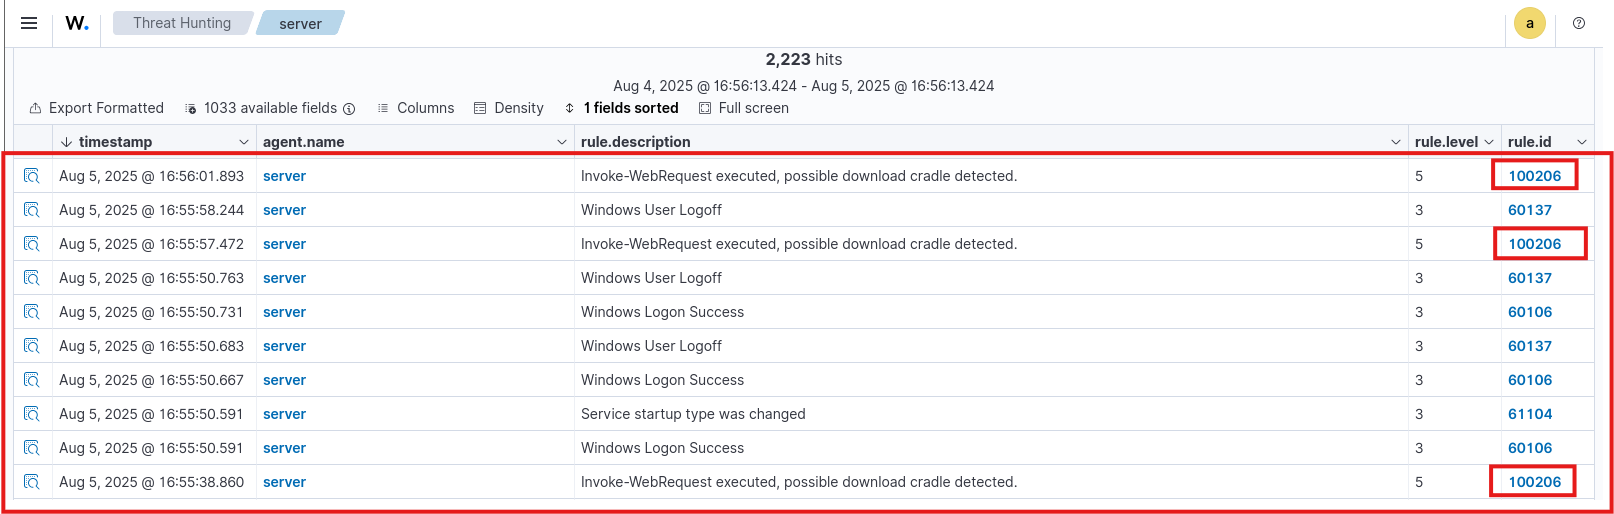 W. Threat Hunting server a
2,223 hits
Aug 4, 2025 @ 16:56:13.424 - Aug 5, 2025 @ 16:56:13.424
Export Formatted 1033 available fields Columns Density 1 fields sorted Full screen
timestamp agent.name rule.description rule.level rule.id
Aug 5, 2025 @ 16:56:01.893 server Invoke-WebRequest executed, possible download cradle detected. 5 100206
Aug 5, 2025 @ 16:55:58.244 server Windows User Logoff 3 60137
Aug 5, 2025 @ 16:55:57.472 server Invoke-WebRequest executed, possible download cradle detected. 5 100206
Aug 5, 2025 @ 16:55:50.763 server Windows User Logoff 3 60137
Aug 5, 2025 @ 16:55:50.731 server Windows Logon Success 3 60106
Aug 5, 2025 @ 16:55:50.683 server Windows User Logoff 3 60137
Aug 5, 2025 @ 16:55:50.667 server Windows Logon Success 3 60106
Aug 5, 2025 @ 16:55:50.591 server Service startup type was changed 3 61104
Aug 5, 2025 @ 16:55:50.591 server Windows Logon Success 3 60106
Aug 5, 2025 @ 16:55:38.860 server Invoke-WebRequest executed, possible download cradle detected. 5 100206